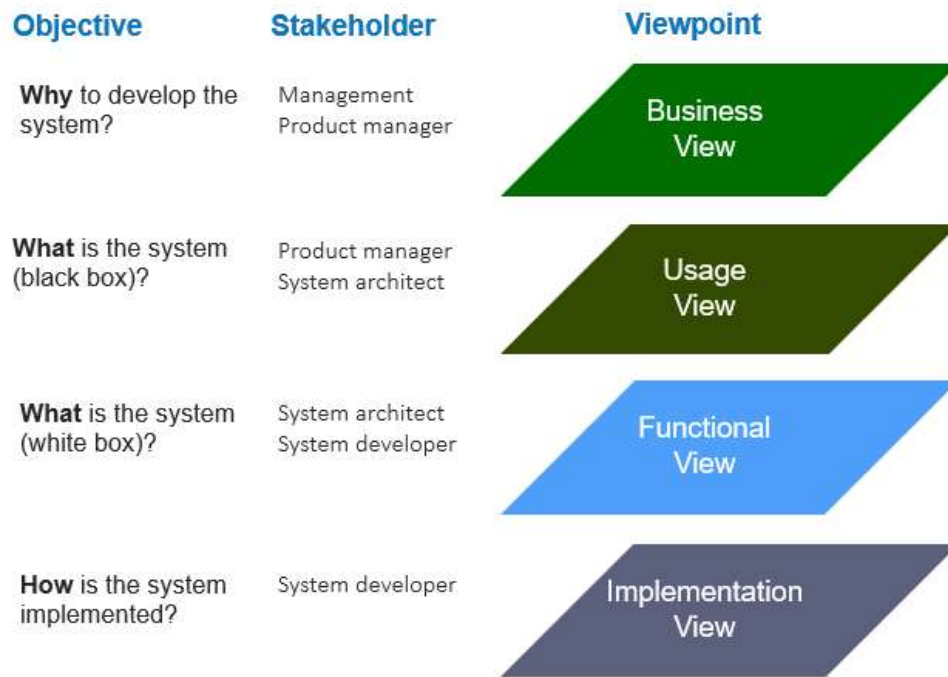 Objective Stakeholder Viewpoint
Why to develop the
system?
Management
Product manager
Business
View
What is the system
(black box)?
Product manager
System architect
Usage
View
What is the system
(white box)?
System architect
System developer
Functional
View
How is the system
implemented?
System developer
Implementation
View